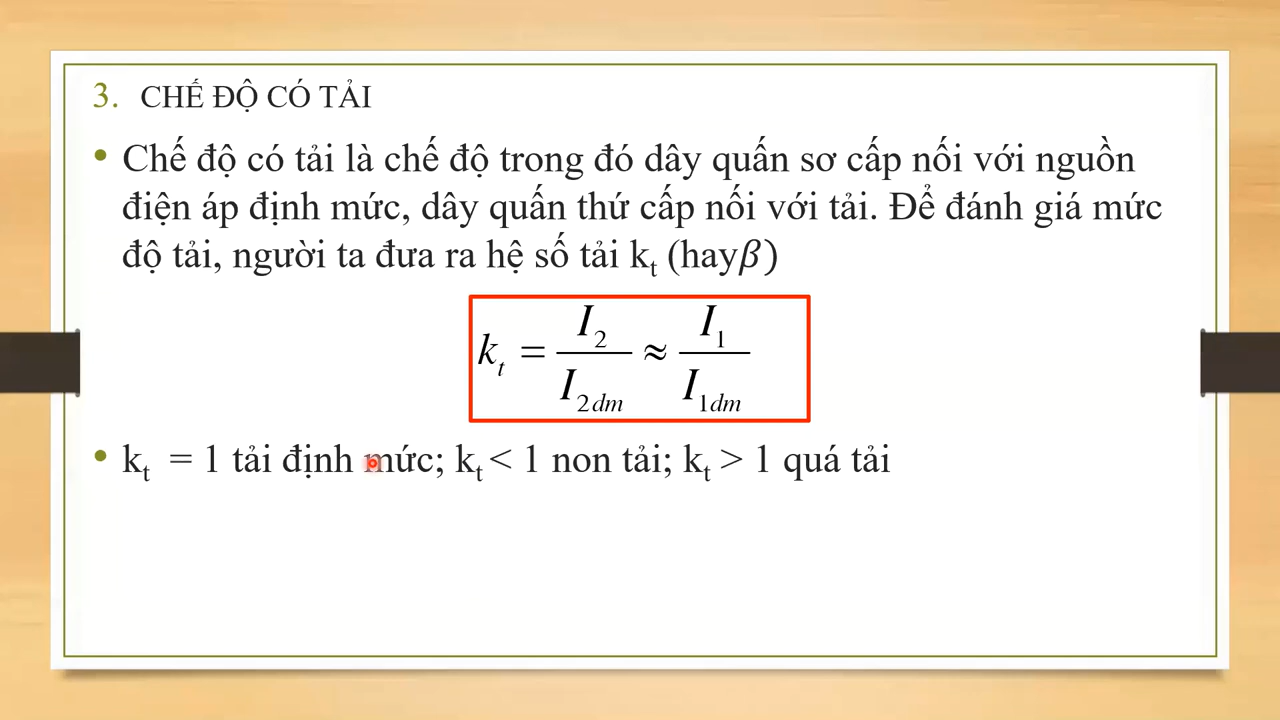 3. CHẾ ĐỘ CÓ TẢI
• Chế độ có tải là chế độ trong đó dây quấn sơ cấp nối với nguồn
điện áp định mức, dây quấn thứ cấp nối với tải. Để đánh giá mức
độ tải, người ta đưa ra hệ số tải kₜ (hayβ)
kₜ = I₂ / I₂dm ≈ I₁ / I₁dm
• kₜ = 1 tải định mức; kₜ < 1 non tải; kₜ > 1 quá tải